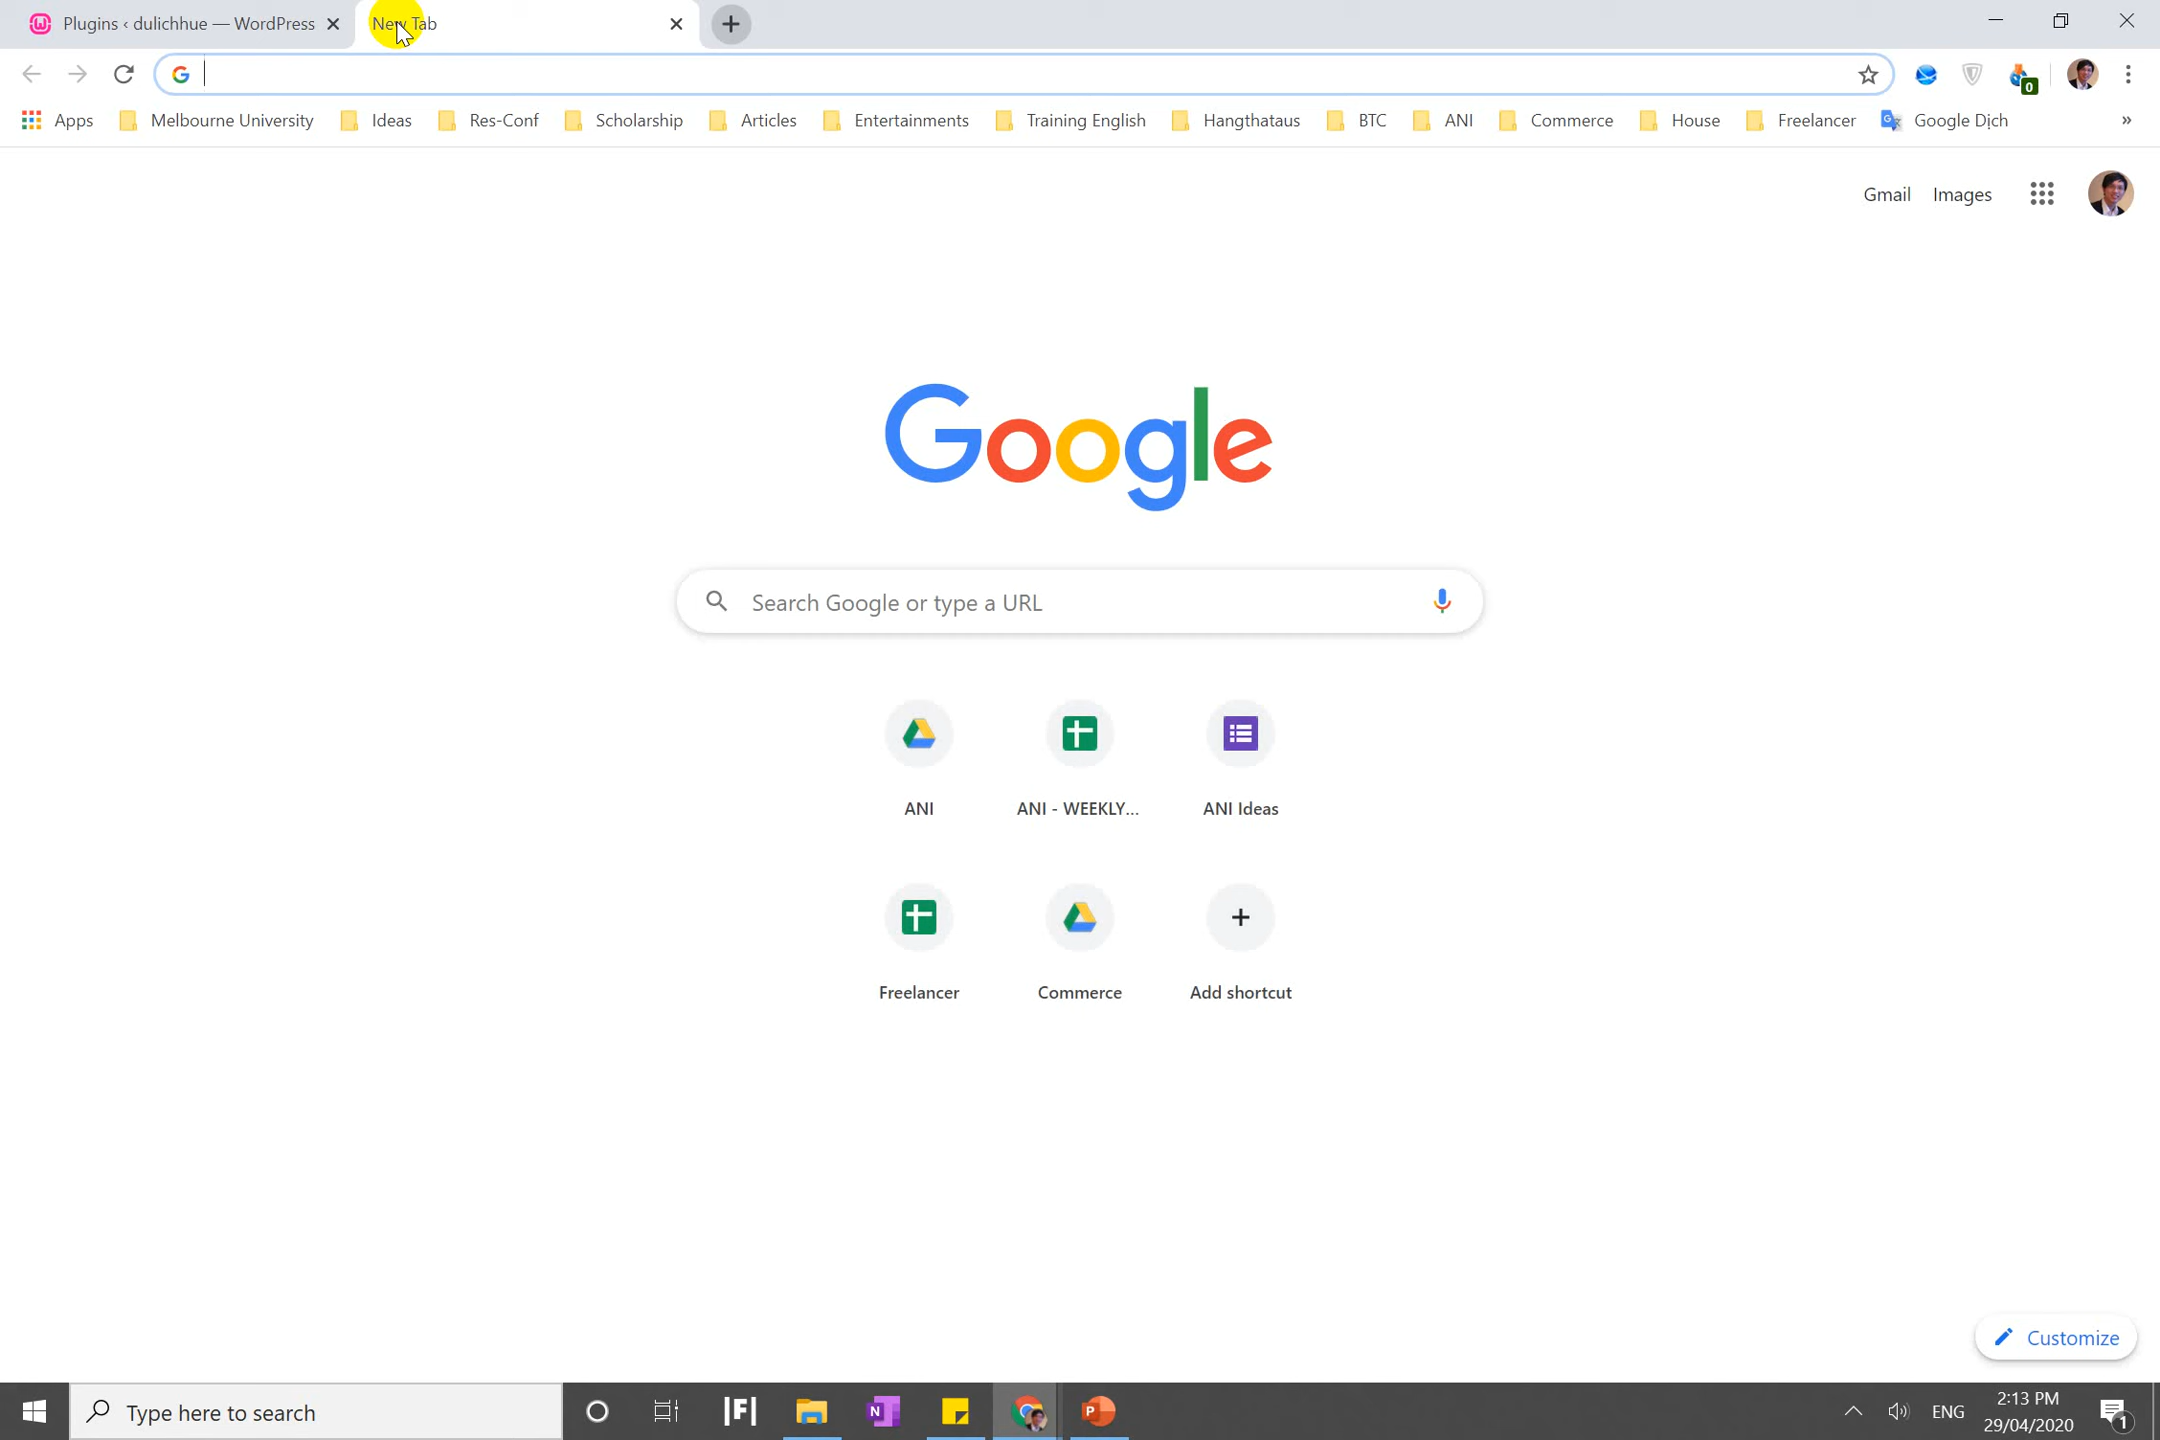 Plugins ‹ dulichhue — WordPress
New Tab
Apps Melbourne University Ideas Res-Conf Scholarship Articles Entertainments Training English Hangthataus BTC ANI Commerce House Freelancer Google Dịch »
0
Gmail Images
Google
Search Google or type a URL
ANI ANI - WEEKLY... ANI Ideas
Freelancer Commerce Add shortcut
Customize
Type here to search
|F|
N
P
ENG
2:13 PM
29/04/2020
1